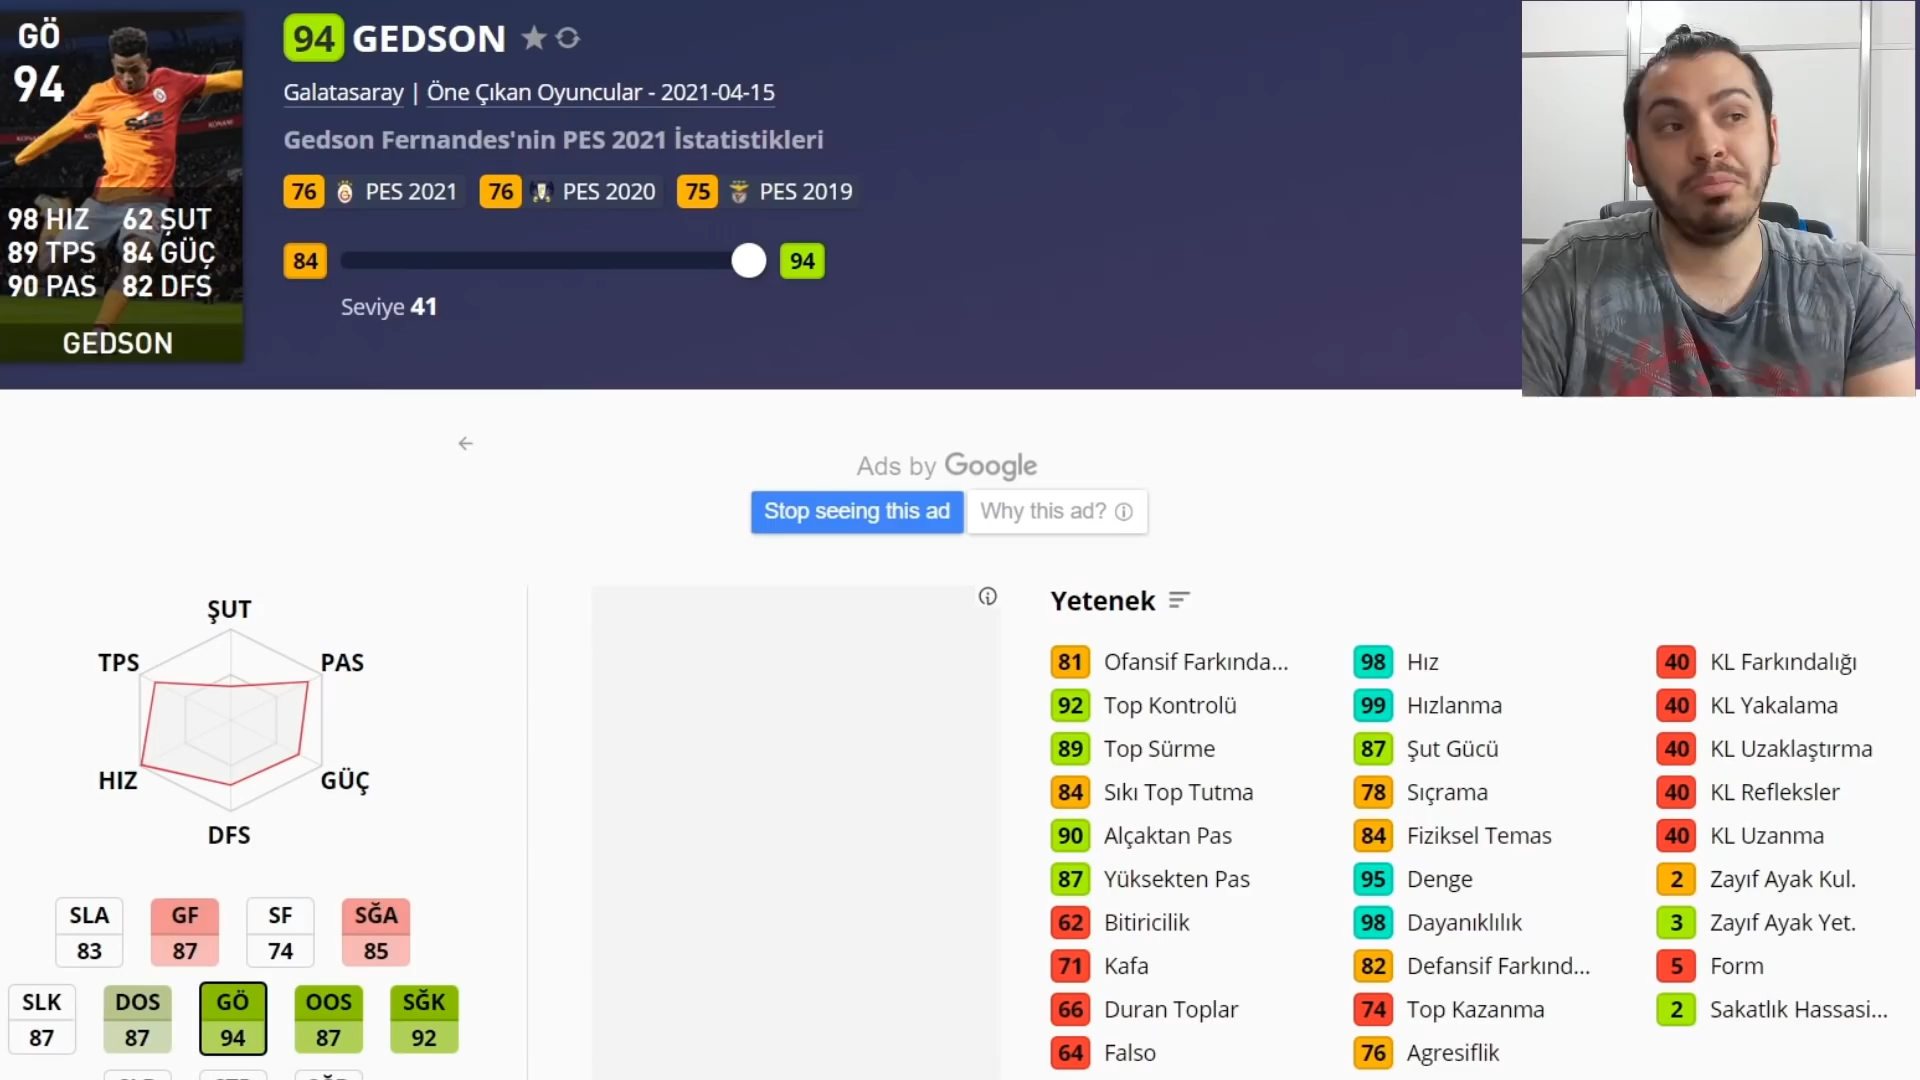 GÖ
94
98 HIZ 62 ŞUT
89 TPS 84 GÜÇ
90 PAS 82 DFS
GEDSON
94 GEDSON
Galatasaray | Öne Çıkan Oyuncular - 2021-04-15
Gedson Fernandes'nin PES 2021 İstatistikleri
76 PES 2021 76 PES 2020 75 PES 2019
84 94
Seviye 41
Ads by Google
Stop seeing this ad Why this ad?
ŞUT
TPS PAS
HIZ GÜÇ
DFS
SLA GF SF SĞA
83 87 74 85
SLK DOS GÖ OOS SĞK
87 87 94 87 92
Yetenek
81 Ofansif Farkında... 98 Hız 40 KL Farkındalığı
92 Top Kontrolü 99 Hızlanma 40 KL Yakalama
89 Top Sürme 87 Şut Gücü 40 KL Uzaklaştırma
84 Sıkı Top Tutma 78 Sıçrama 40 KL Refleksler
90 Alçaktan Pas 84 Fiziksel Temas 40 KL Uzanma
87 Yüksekten Pas 95 Denge 2 Zayıf Ayak Kul.
62 Bitiricilik 98 Dayanıklılık 3 Zayıf Ayak Yet.
71 Kafa 82 Defansif Farkınd... 5 Form
66 Duran Toplar 74 Top Kazanma 2 Sakatlık Hassasi...
64 Falso 76 Agresiflik